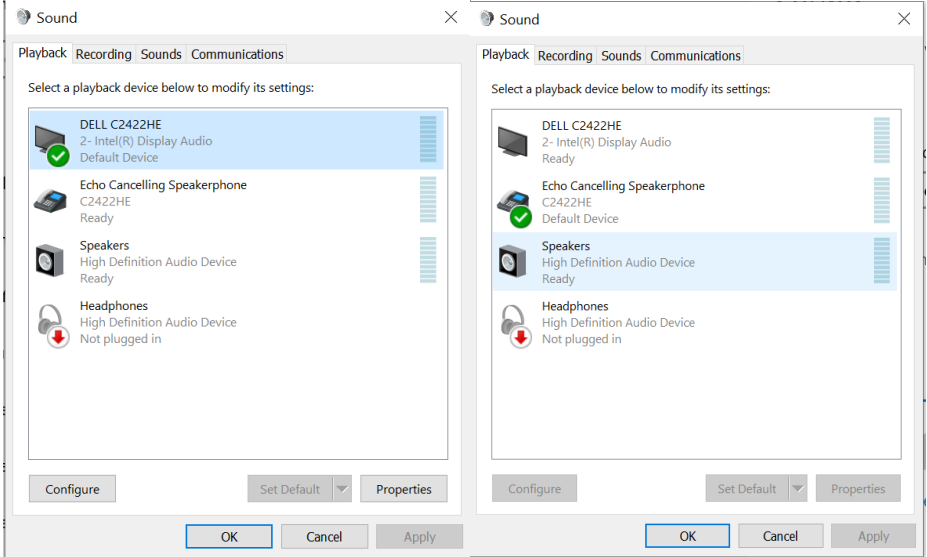 Sound
Playback Recording Sounds Communications
Select a playback device below to modify its settings:
DELL C2422HE
2- Intel(R) Display Audio
Default Device
Echo Cancelling Speakerphone
C2422HE
Ready
Speakers
High Definition Audio Device
Ready
Headphones
High Definition Audio Device
Not plugged in
Configure Set Default Properties
OK Cancel Apply
Sound
Playback Recording Sounds Communications
Select a playback device below to modify its settings:
DELL C2422HE
2- Intel(R) Display Audio
Ready
Echo Cancelling Speakerphone
C2422HE
Default Device
Speakers
High Definition Audio Device
Ready
Headphones
High Definition Audio Device
Not plugged in
Configure Set Default Properties
OK Cancel Apply